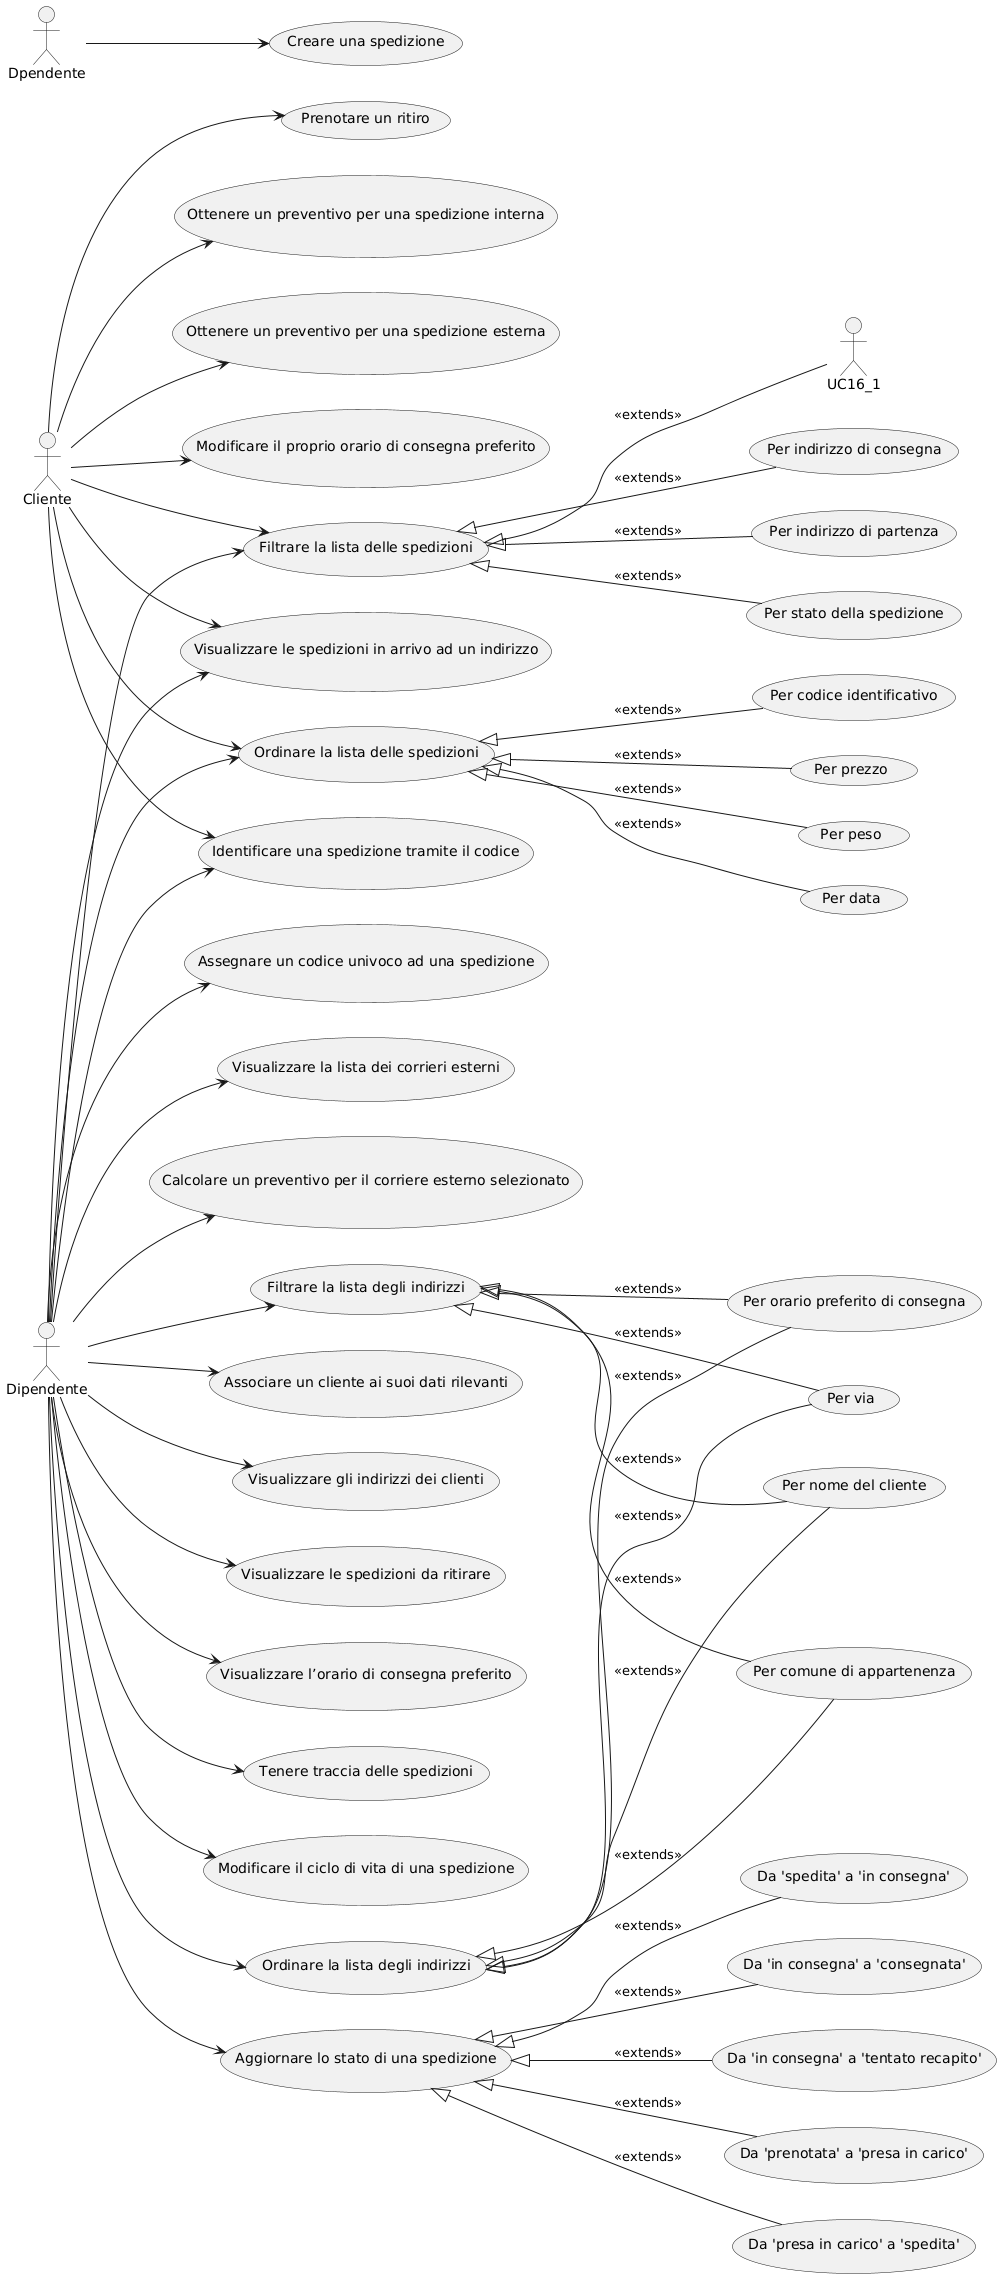 Dpendente
Creare una spedizione
Prenotare un ritiro
Ottenere un preventivo per una spedizione interna
Ottenere un preventivo per una spedizione esterna
UC16_1
«extends»
Modificare il proprio orario di consegna preferito
Per indirizzo di consegna
«extends»
Cliente
Filtrare la lista delle spedizioni
«extends»
Per indirizzo di partenza
«extends»
Per stato della spedizione
Visualizzare le spedizioni in arrivo ad un indirizzo
Per codice identificativo
«extends»
Ordinare la lista delle spedizioni
«extends»
Per prezzo
«extends»
Per peso
«extends»
Identificare una spedizione tramite il codice
Per data
Assegnare un codice univoco ad una spedizione
Visualizzare la lista dei corrieri esterni
Calcolare un preventivo per il corriere esterno selezionato
Filtrare la lista degli indirizzi
«extends»
Per orario preferito di consegna
«extends»
Dipendente
Associare un cliente ai suoi dati rilevanti
«extends»
Per via
«extends»
Visualizzare gli indirizzi dei clienti
Per nome del cliente
«extends»
Visualizzare le spedizioni da ritirare
«extends»
Visualizzare l’orario di consegna preferito
«extends»
Per comune di appartenenza
Tenere traccia delle spedizioni
Modificare il ciclo di vita di una spedizione
«extends»
Da 'spedita' a 'in consegna'
«extends»
Ordinare la lista degli indirizzi
Da 'in consegna' a 'consegnata'
«extends»
Aggiornare lo stato di una spedizione
«extends»
Da 'in consegna' a 'tentato recapito'
«extends»
Da 'prenotata' a 'presa in carico'
«extends»
Da 'presa in carico' a 'spedita'